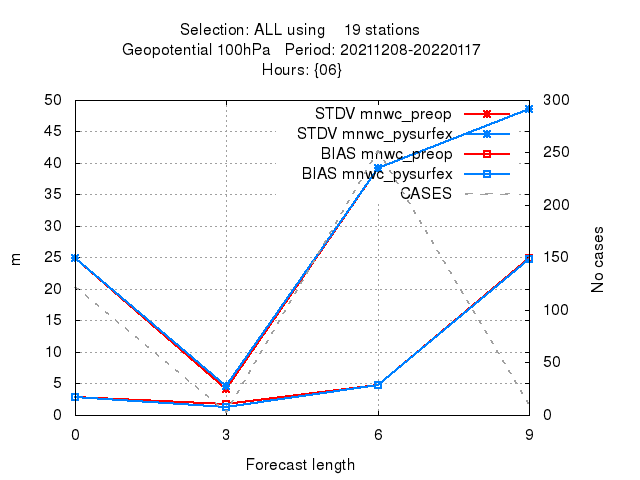 Selection: ALL using 19 stations
Geopotential 100hPa Period: 20211208-20220117
Hours: {06}
50
45
40
35
30
25
20
15
10
5
0
m
STDV mnwc_preop
STDV mnwc_pysurfex
BIAS mnwc_preop
BIAS mnwc_pysurfex
CASES
300
250
200
150
100
50
0
No cases
0 3 6 9
Forecast length